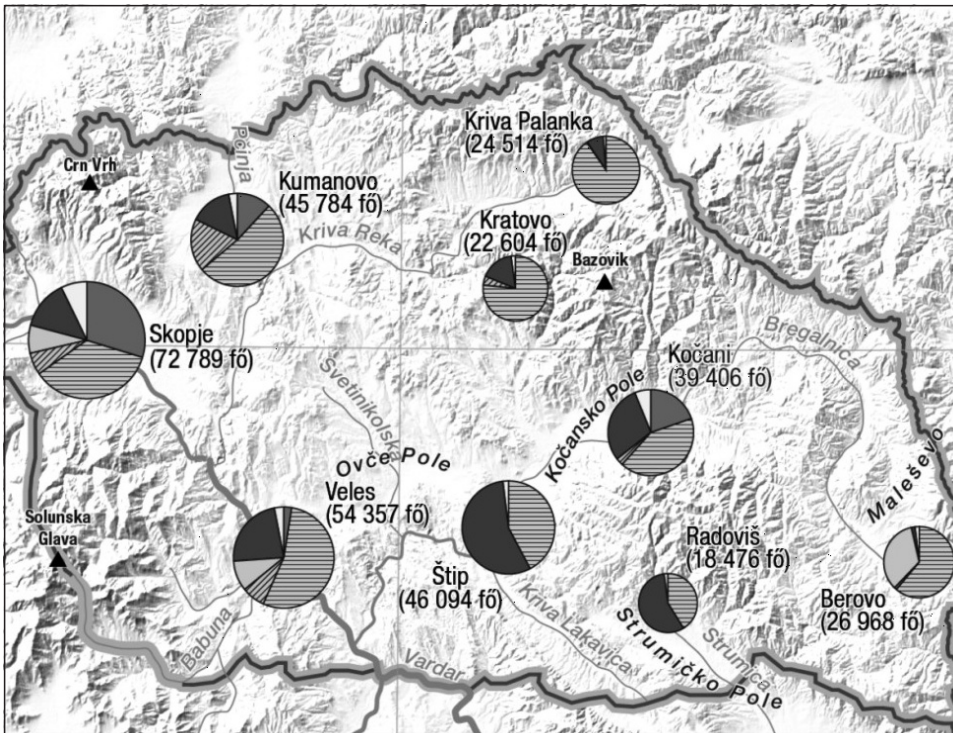 Kriva Palanka
(24 514 fő)
Pčinja
Crn Vrh
Kumanovo
(45 784 fő)
Kratovo
(22 604 fő)
Kriva Reka
Bazovik
Skopje
(72 789 fő)
Bregalnica
Kočani
(39 406 fő)
Svetinikolska
Kočansko Pole
Ovče Pole
Maleševo
Veles
(54 357 fő)
Solunska
Glava
Radoviš
(18 476 fő)
Štip
(46 094 fő)
Berovo
(26 968 fő)
Kriva Lakavica
Babuna
Vardar
Strumica
Strumičko Pole